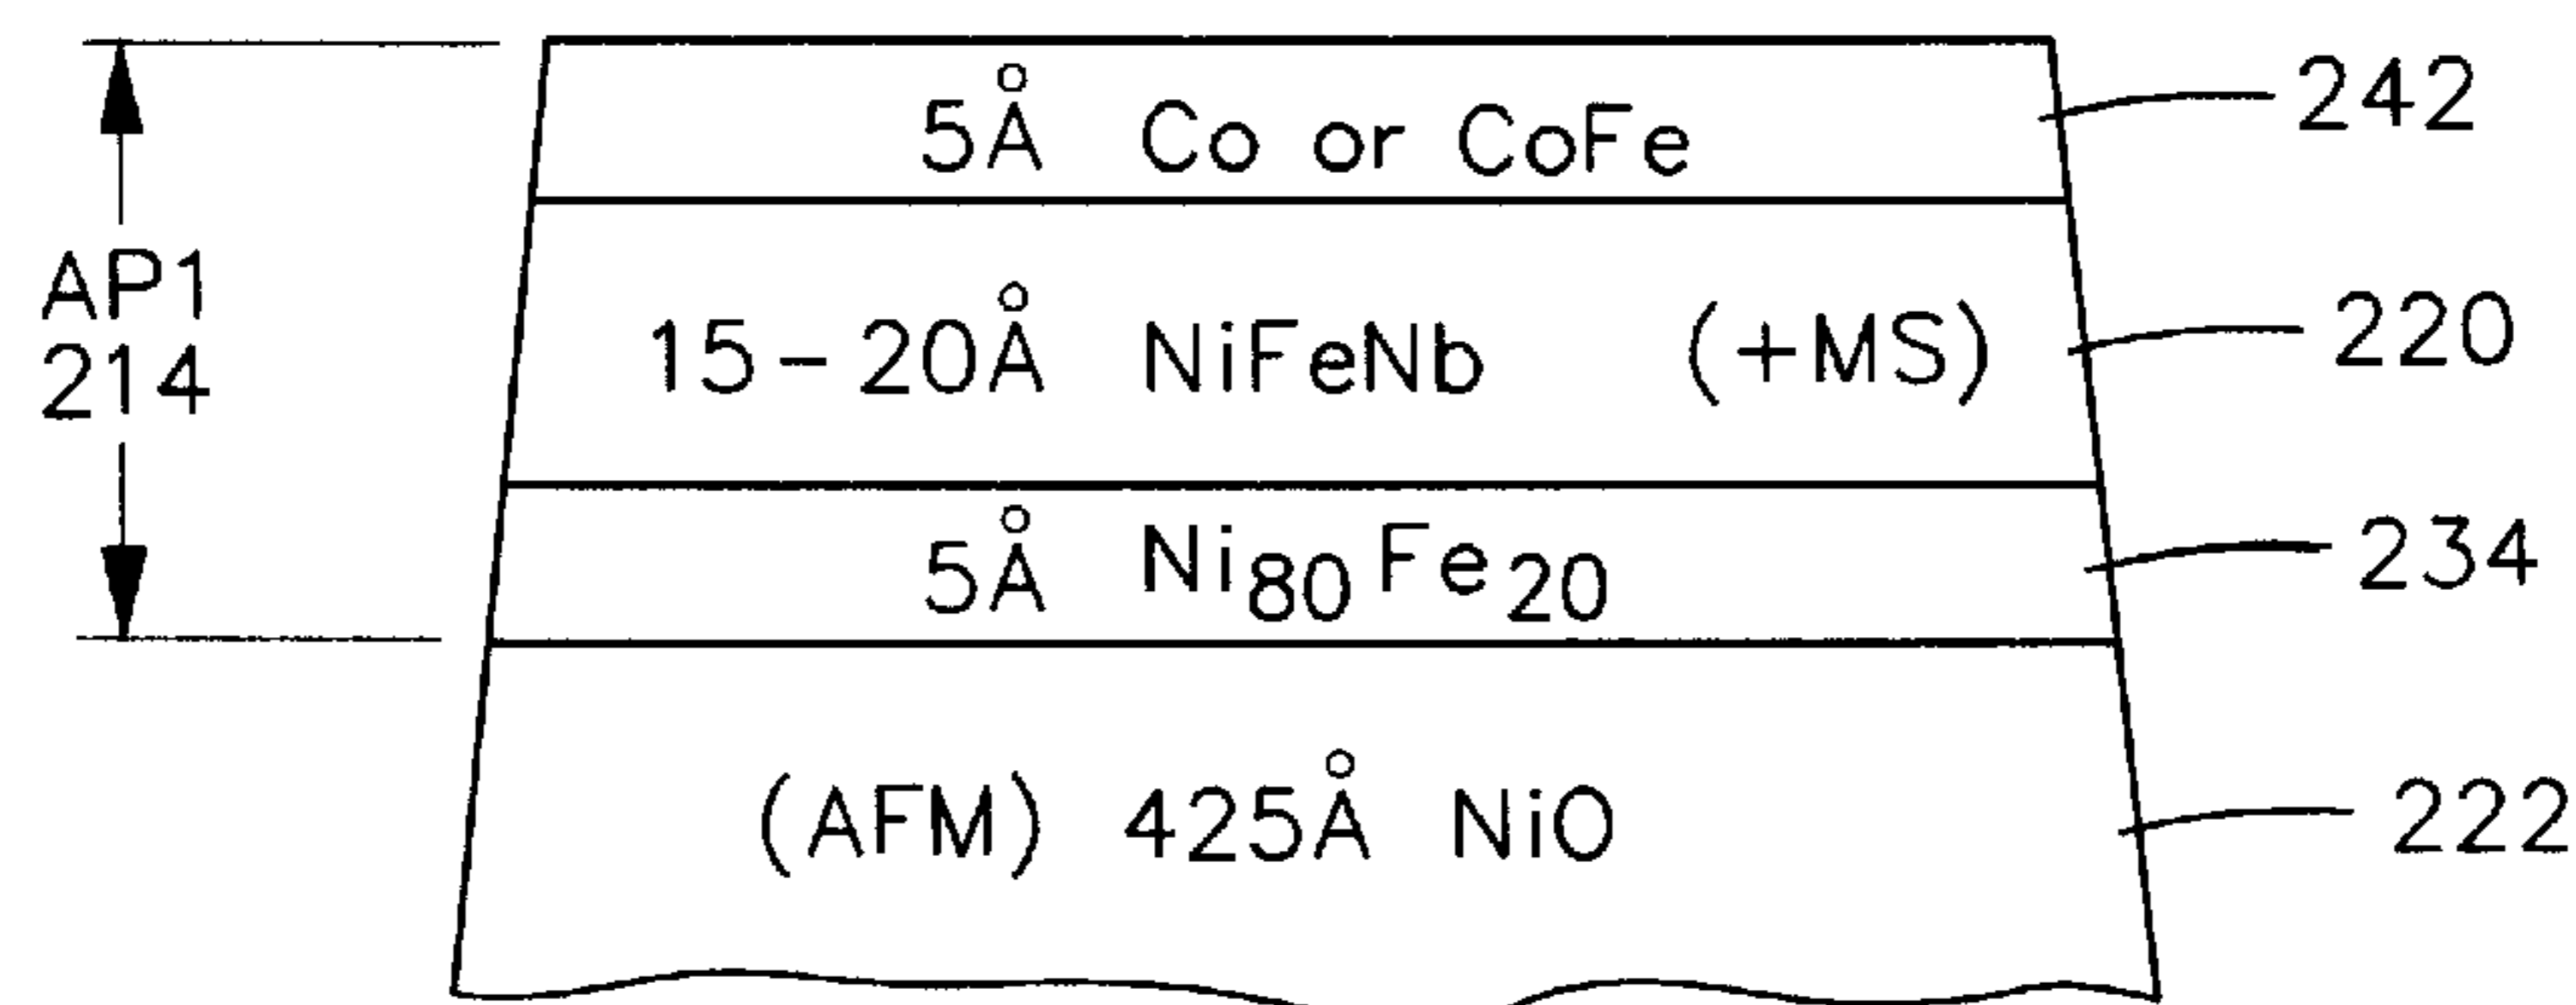 5Å Co or CoFe 242
AP1
214
15-20Å NiFeNb (+MS) 220
5Å Ni80Fe20 234
(AFM) 425Å NiO 222